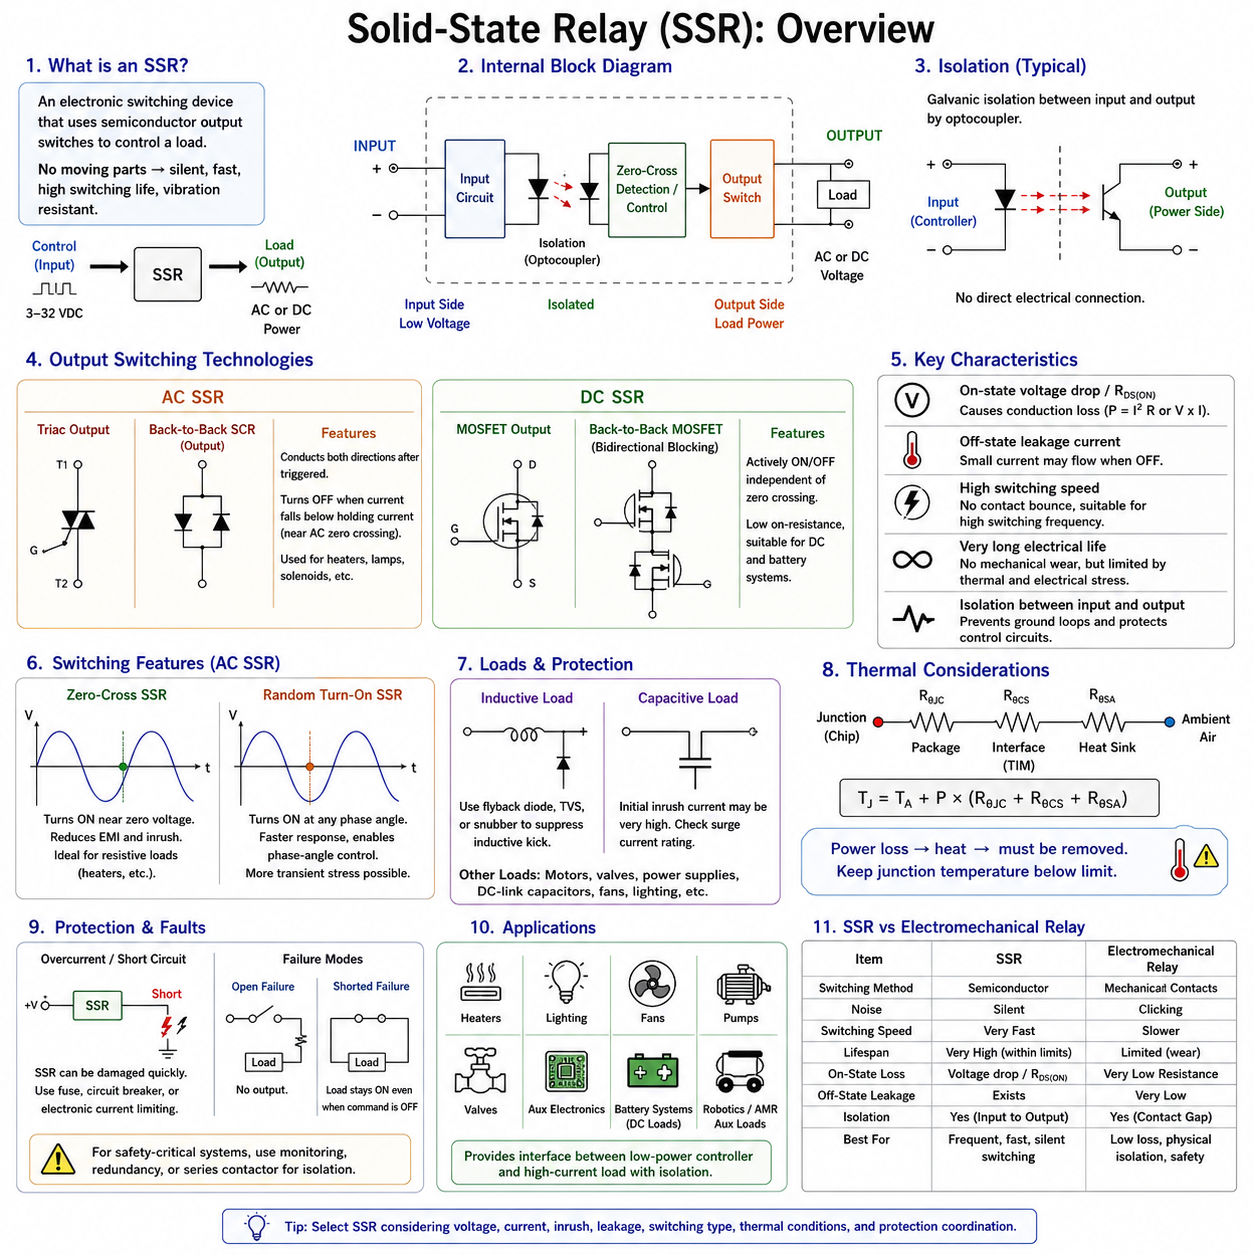 Solid-State Relay (SSR): Overview
1. What is an SSR?
An electronic switching device
that uses semiconductor output
switches to control a load.
No moving parts → silent, fast,
high switching life, vibration
resistant.
Control
(Input)
3–32 VDC
SSR
Load
(Output)
AC or DC
Power
2. Internal Block Diagram
INPUT
+
−
Input
Circuit
Isolation
(Optocoupler)
Zero-Cross
Detection /
Control
Output
Switch
OUTPUT
Load
AC or DC
Voltage
Input Side
Low Voltage
Isolated
Output Side
Load Power
3. Isolation (Typical)
Galvanic isolation between input and output
by optocoupler.
+
Input
(Controller)
−
+
Output
(Power Side)
−
No direct electrical connection.
4. Output Switching Technologies
AC SSR
Triac Output
T1
G
T2
Back-to-Back SCR
(Output)
Features
Conducts both directions after
triggered.
Turns OFF when current
falls below holding current
(near AC zero crossing).
Used for heaters, lamps,
solenoids, etc.
DC SSR
MOSFET Output
D
G
S
Back-to-Back MOSFET
(Bidirectional Blocking)
G
Features
Actively ON/OFF
independent of
zero crossing.
Low on-resistance,
suitable for DC
and battery
systems.
5. Key Characteristics
V
On-state voltage drop / RDS(ON)
Causes conduction loss (P = I² R or V x I).
Off-state leakage current
Small current may flow when OFF.
High switching speed
No contact bounce, suitable for
high switching frequency.
Very long electrical life
No mechanical wear, but limited by
thermal and electrical stress.
Isolation between input and output
Prevents ground loops and protects
control circuits.
6. Switching Features (AC SSR)
Zero-Cross SSR
V
t
Turns ON near zero voltage.
Reduces EMI and inrush.
Ideal for resistive loads
(heaters, etc.).
Random Turn-On SSR
V
t
Turns ON at any phase angle.
Faster response, enables
phase-angle control.
More transient stress possible.
7. Loads & Protection
Inductive Load
+
Use flyback diode, TVS,
or snubber to suppress
inductive kick.
Capacitive Load
Initial inrush current may be
very high. Check surge
current rating.
Other Loads: Motors, valves, power supplies,
DC-link capacitors, fans, lighting, etc.
8. Thermal Considerations
Junction
(Chip)
RθJC
Package
RθCS
Interface
(TIM)
RθSA
Heat Sink
Ambient
Air
TJ = TA + P × (RθJC + RθCS + RθSA)
Power loss → heat → must be removed.
Keep junction temperature below limit.
9. Protection & Faults
Overcurrent / Short Circuit
+V
SSR
Short
SSR can be damaged quickly.
Use fuse, circuit breaker, or
electronic current limiting.
Failure Modes
Open Failure
Load
No output.
Shorted Failure
Load
Load stays ON even
when command is OFF
For safety-critical systems, use monitoring,
redundancy, or series contactor for isolation.
10. Applications
Heaters
Lighting
Fans
Pumps
Valves
Aux Electronics
Battery Systems
(DC Loads)
Robotics / AMR
Aux Loads
Provides interface between low-power controller
and high-current load with isolation.
11. SSR vs Electromechanical Relay
Item SSR Electromechanical Relay
Switching Method Semiconductor Mechanical Contacts
Noise Silent Clicking
Switching Speed Very Fast Slower
Lifespan Very High (within limits) Limited (wear)
On-State Loss Voltage drop / RDS(ON) Very Low Resistance
Off-State Leakage Exists Very Low
Isolation Yes (Input to Output) Yes (Contact Gap)
Best For Frequent, fast, silent switching Low loss, physical isolation, safety
Tip: Select SSR considering voltage, current, inrush, leakage, switching type, thermal conditions, and protection coordination.